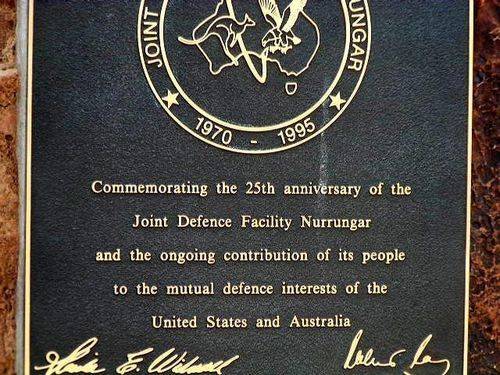 JOINT
NURRUNGAR
1970 - 1995
Commemorating the 25th anniversary of the
Joint Defence Facility Nurrungar
and the ongoing contribution of its people
to the mutual defence interests of the
United States and Australia